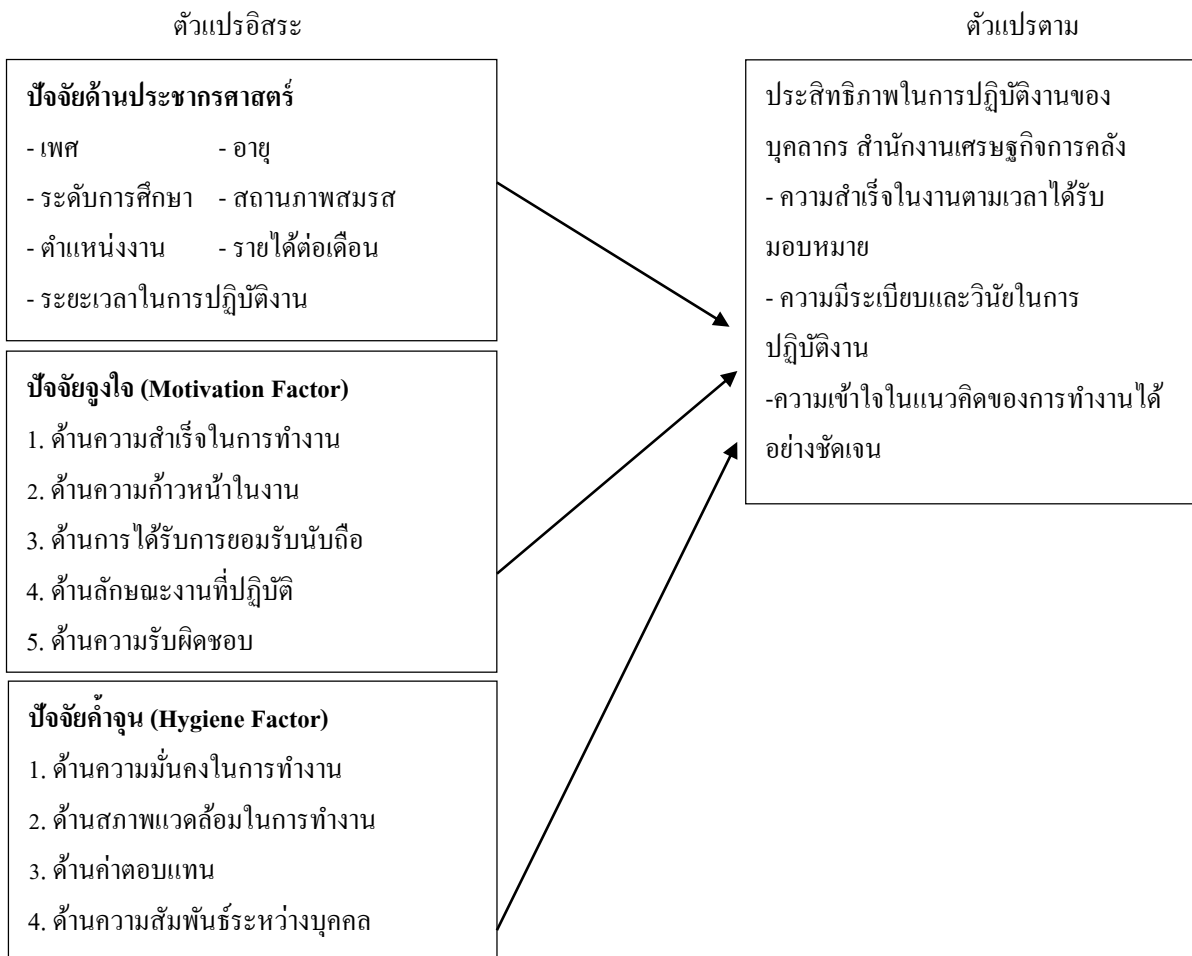 ตัวแปรอิสระ
ตัวแปรตาม
ปัจจัยด้านประชากรศาสตร์
- เพศ - อายุ
- ระดับการศึกษา - สถานภาพสมรส
- ตำแหน่งงาน - รายได้ต่อเดือน
- ระยะเวลาในการปฏิบัติงาน
ปัจจัยจูงใจ (Motivation Factor)
1. ด้านความสำเร็จในการทำงาน
2. ด้านความก้าวหน้าในงาน
3. ด้านการได้รับการยอมรับนับถือ
4. ด้านลักษณะงานที่ปฏิบัติ
5. ด้านความรับผิดชอบ
ปัจจัยค้ำจุน (Hygiene Factor)
1. ด้านความมั่นคงในการทำงาน
2. ด้านสภาพแวดล้อมในการทำงาน
3. ด้านค่าตอบแทน
4. ด้านความสัมพันธ์ระหว่างบุคคล
ประสิทธิภาพในการปฏิบัติงานของ
บุคลากร สำนักงานเศรษฐกิจการคลัง
- ความสำเร็จในงานตามเวลาได้รับ
มอบหมาย
- ความมีระเบียบและวินัยในการ
ปฏิบัติงาน
-ความเข้าใจในแนวคิดของการทำงานได้
อย่างชัดเจน